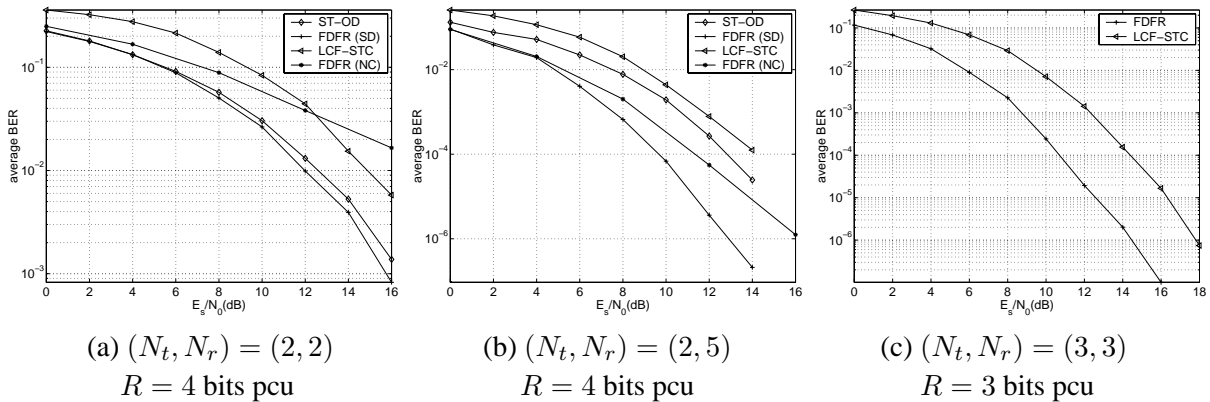 ST-OD
FDFR (SD)
LCF-STC
FDFR (NC)
average BER
10^-1
10^-2
10^-3
0 2 4 6 8 10 12 14 16
E_s/N_0(dB)
(a) (N_t, N_r) = (2, 2)
R = 4 bits pcu
ST-OD
FDFR (SD)
LCF-STC
FDFR (NC)
average BER
10^-2
10^-4
10^-6
0 2 4 6 8 10 12 14 16
E_s/N_0(dB)
(b) (N_t, N_r) = (2, 5)
R = 4 bits pcu
FDFR
LCF-STC
average BER
10^-1
10^-2
10^-3
10^-4
10^-5
10^-6
0 2 4 6 8 10 12 14 16 18
E_s/N_0(dB)
(c) (N_t, N_r) = (3, 3)
R = 3 bits pcu